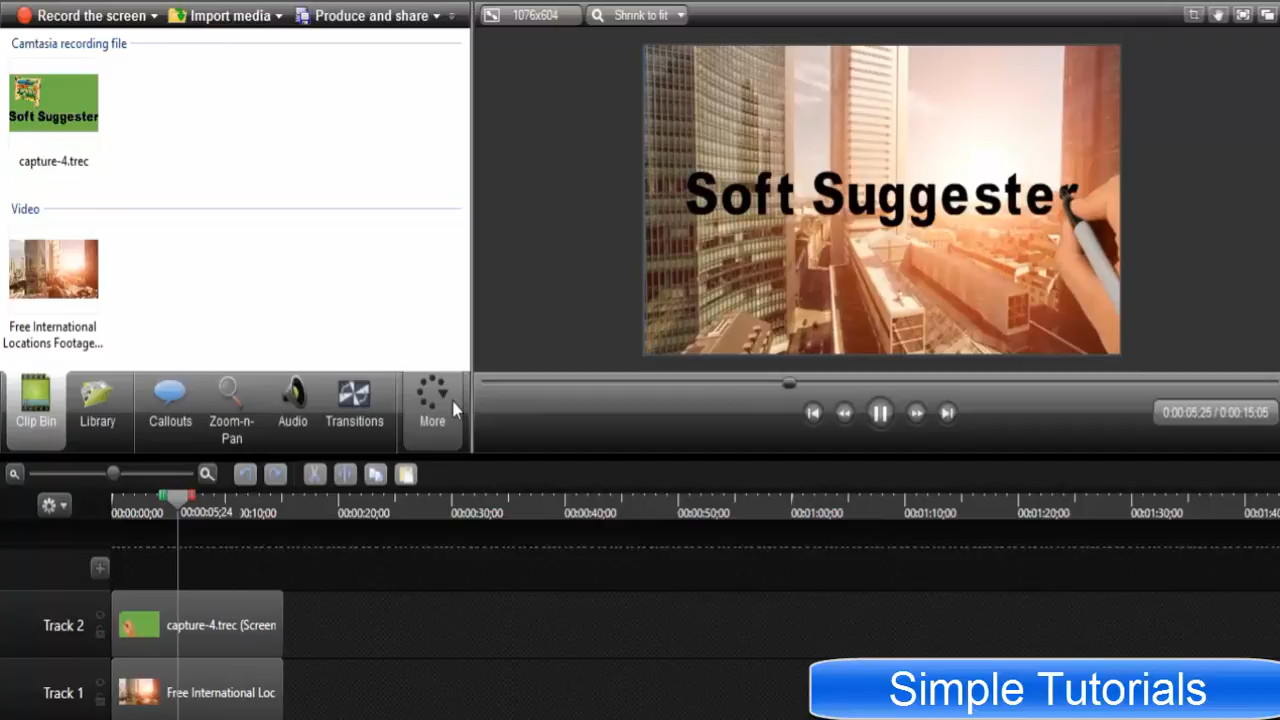 Record the screen
Import media
Produce and share
1076x604
Shrink to fit
Camtasia recording file
Soft Suggester
capture-4.trec
Video
Free International
Locations Footage...
Soft Suggester
Clip Bin
Library
Callouts
Zoom-n-
Pan
Audio
Transitions
More
0:00:05;25 / 0:00:15;05
00:00:00;00
00:00:05;24
X0:10;00
00:00:20;00
00:00:30;00
00:00:40;00
00:00:50;00
00:01:00;00
00:01:10;00
00:01:20;00
00:01:30;00
00:01:40
Track 2
capture-4.trec (Screen
Track 1
Free International Loc
Simple Tutorials